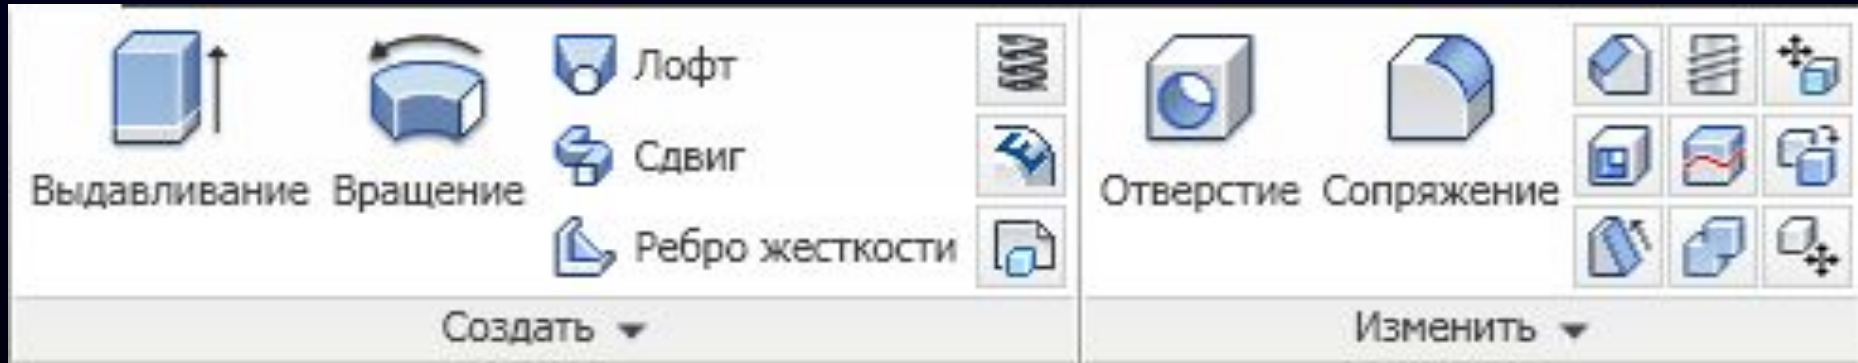 Выдавливание
Вращение
Лофт
Сдвиг
Ребро жесткости
Создать
Отверстие
Сопряжение
Изменить